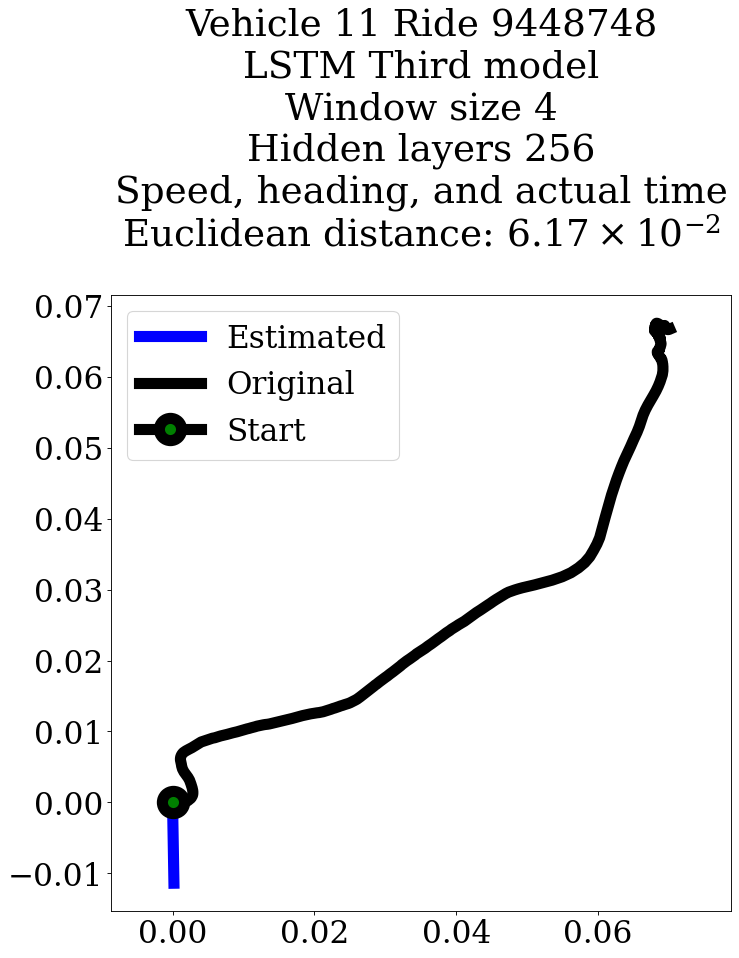 Vehicle 11 Ride 9448748
LSTM Third model
Window size 4
Hidden layers 256
Speed, heading, and actual time
Euclidean distance: 6.17 × 10⁻²
0.07
Estimated
0.06
Original
Start
0.05
0.04
0.03
0.02
0.01
0.00
−0.01
0.00 0.02 0.04 0.06